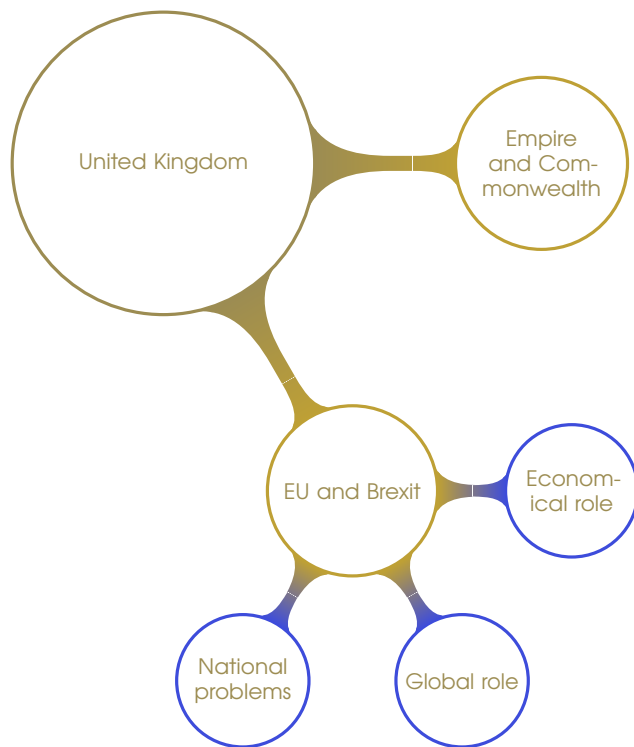 United Kingdom
Empire
and Com-
monwealth
EU and Brexit
Econom-
ical role
National
problems
Global role